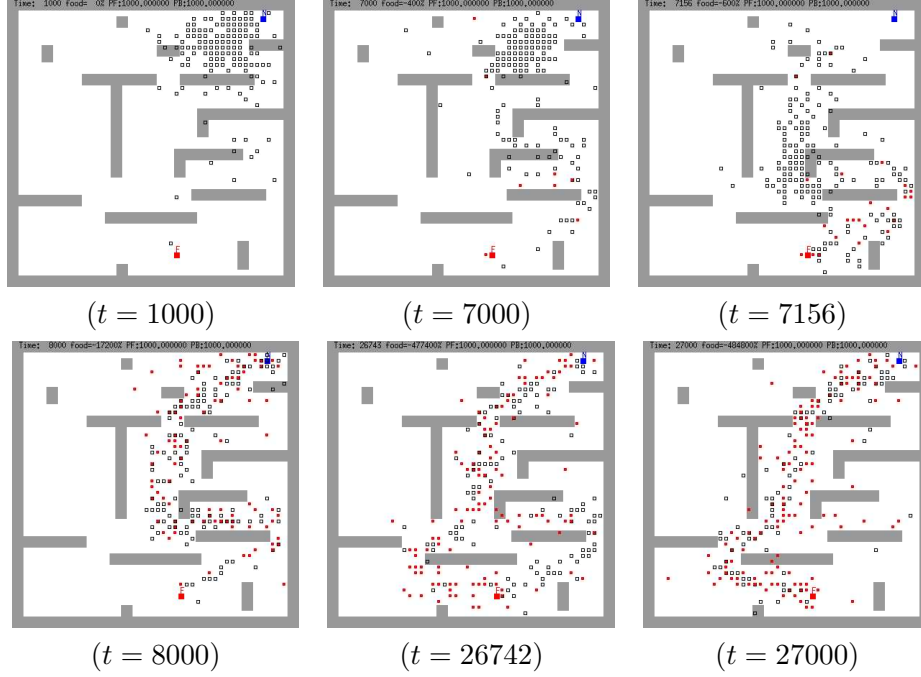 Time: 1000 food= 0% PF:1000,000000 PB:1000,000000
N
F
(t = 1000)
Time: 7000 food=-400% PF:1000,000000 PB:1000,000000
N
F
(t = 7000)
Time: 7156 food=-600% PF:1000,000000 PB:1000,000000
N
F
(t = 7156)
Time: 8000 food=-17200% PF:1000,000000 PB:1000,000000
N
F
(t = 8000)
Time: 26743 food=-477400% PF:1000,000000 PB:1000,000000
N
F
(t = 26742)
Time: 27000 food=-484800% PF:1000,000000 PB:1000,000000
N
F
(t = 27000)